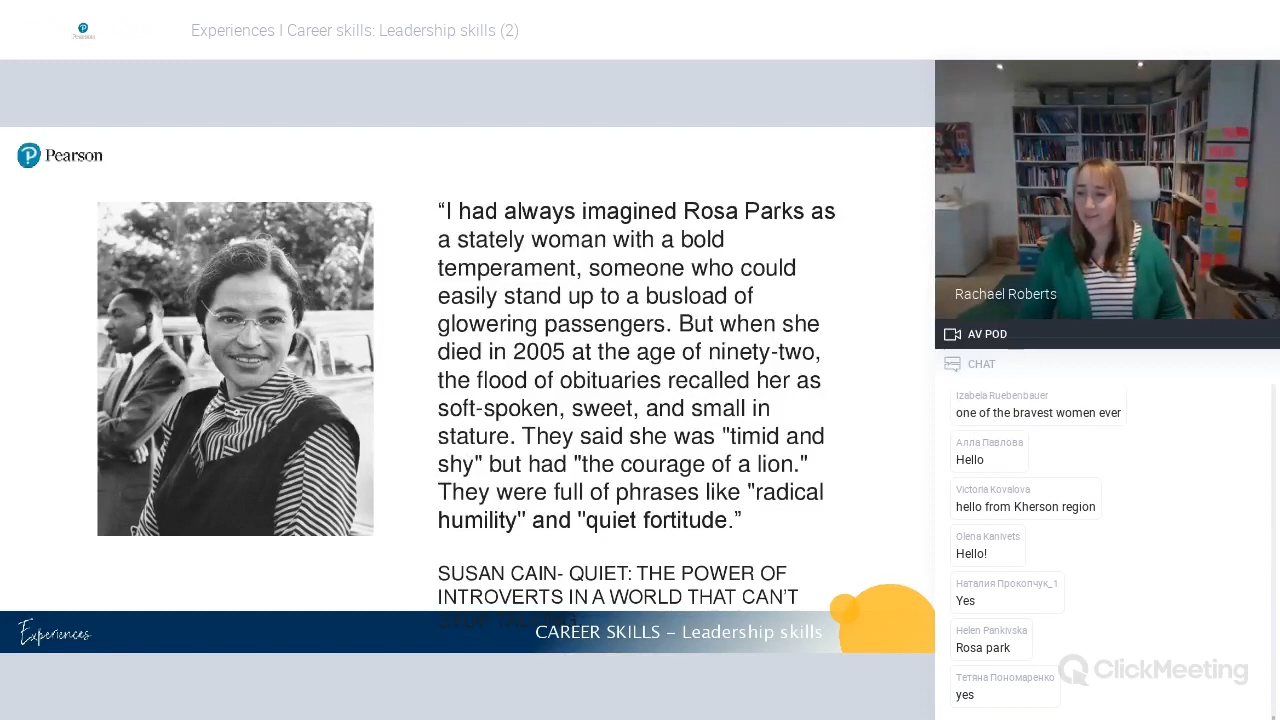 Pearson
Experiences I Career skills: Leadership skills (2)
Pearson
“I had always imagined Rosa Parks as
a stately woman with a bold
temperament, someone who could
easily stand up to a busload of
glowering passengers. But when she
died in 2005 at the age of ninety-two,
the flood of obituaries recalled her as
soft-spoken, sweet, and small in
stature. They said she was "timid and
shy" but had "the courage of a lion."
They were full of phrases like "radical
humility" and "quiet fortitude.”
SUSAN CAIN- QUIET: THE POWER OF
INTROVERTS IN A WORLD THAT CAN’T
Experiences
CAREER SKILLS – Leadership skills
Rachael Roberts
AV POD
CHAT
Izabela Ruebenbauer
one of the bravest women ever
Алла Павлова
Hello
Victoria Kovalova
hello from Kherson region
Olena Kanivets
Hello!
Наталия Прокопчук_1
Yes
Helen Pankivska
Rosa park
Тетяна Пономаренко
yes
ClickMeeting